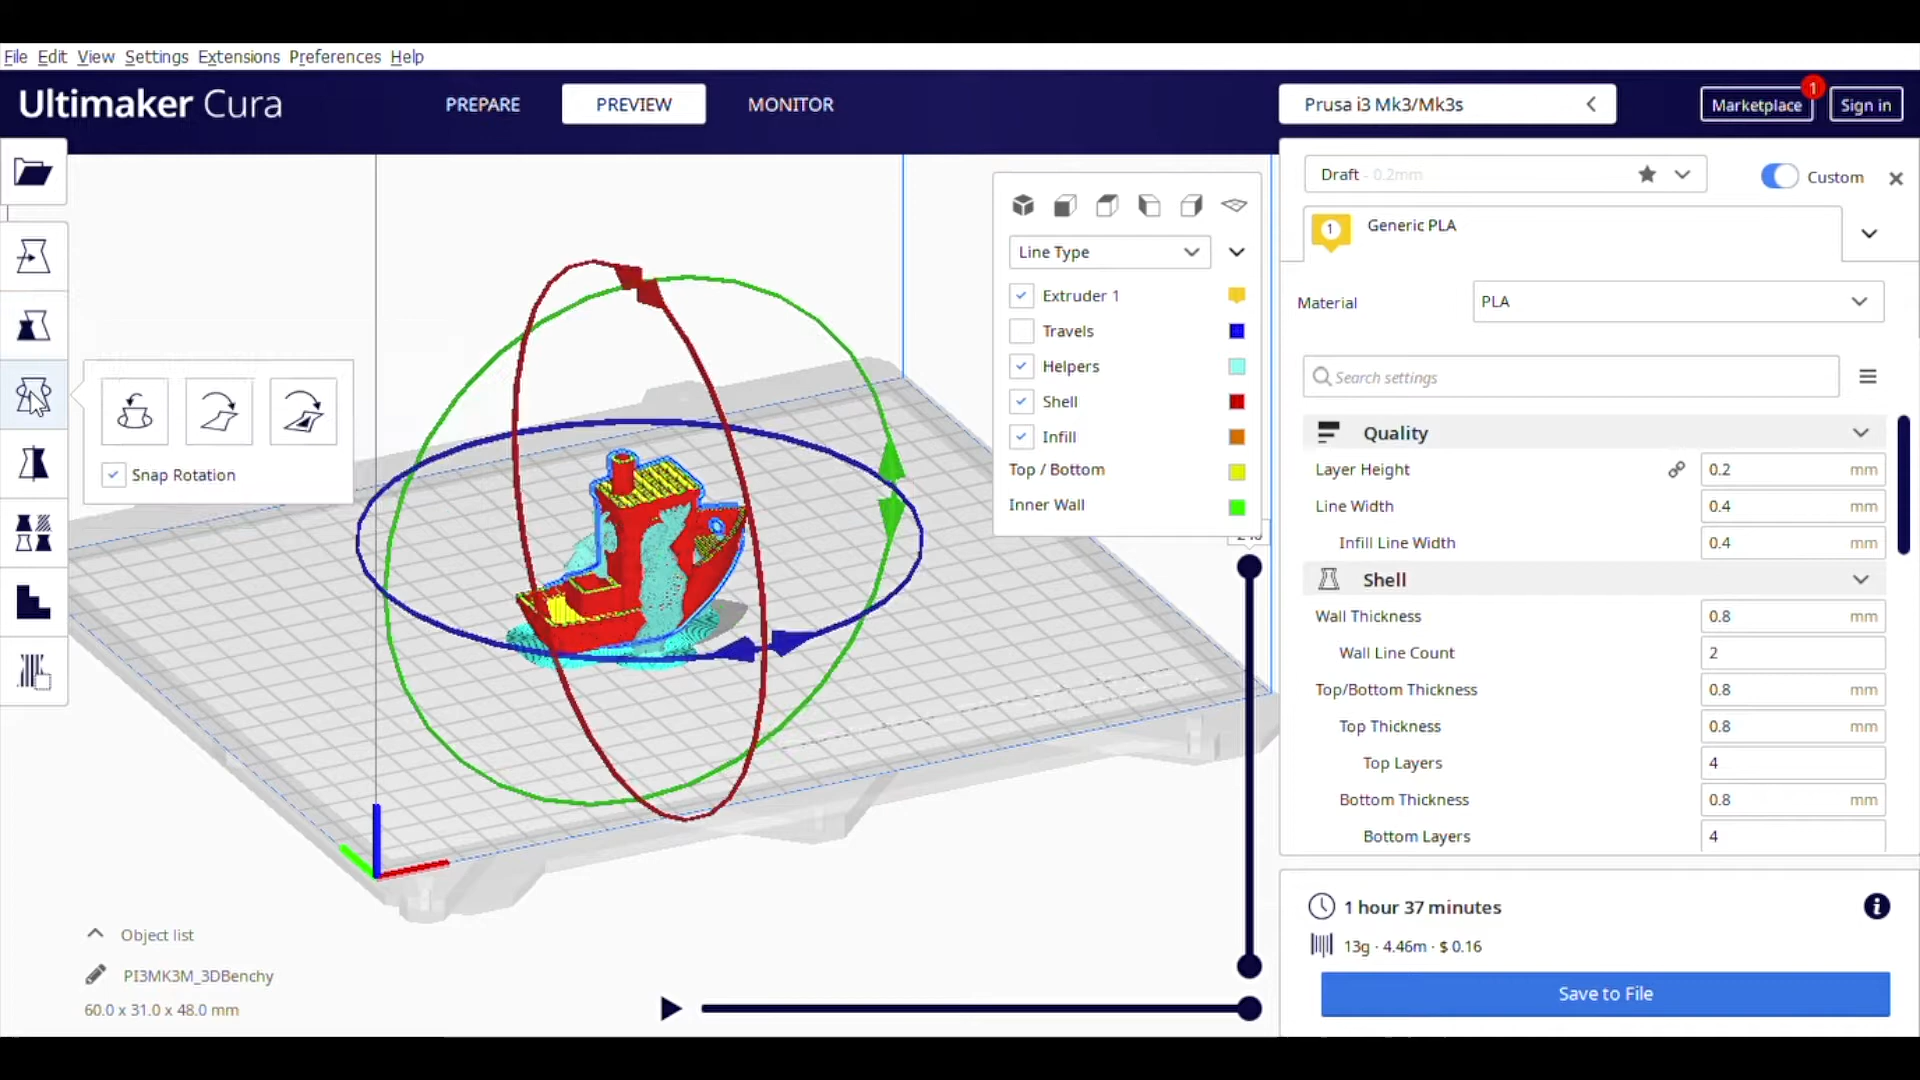 File Edit View Settings Extensions Preferences Help
Ultimaker Cura
PREPARE
PREVIEW
MONITOR
Prusa i3 Mk3/Mk3s
Marketplace
1
Sign in
Draft - 0.2mm
Custom
1
Generic PLA
Material
PLA
Search settings
Quality
Layer Height
0.2 mm
Line Width
0.4 mm
Infill Line Width
0.4 mm
Shell
Wall Thickness
0.8 mm
Wall Line Count
2
Top/Bottom Thickness
0.8 mm
Top Thickness
0.8 mm
Top Layers
4
Bottom Thickness
0.8 mm
Bottom Layers
4
1 hour 37 minutes
13g · 4.46m · $ 0.16
Save to File
Line Type
Extruder 1
Travels
Helpers
Shell
Infill
Top / Bottom
Inner Wall
Snap Rotation
Object list
PI3MK3M_3DBenchy
60.0 x 31.0 x 48.0 mm